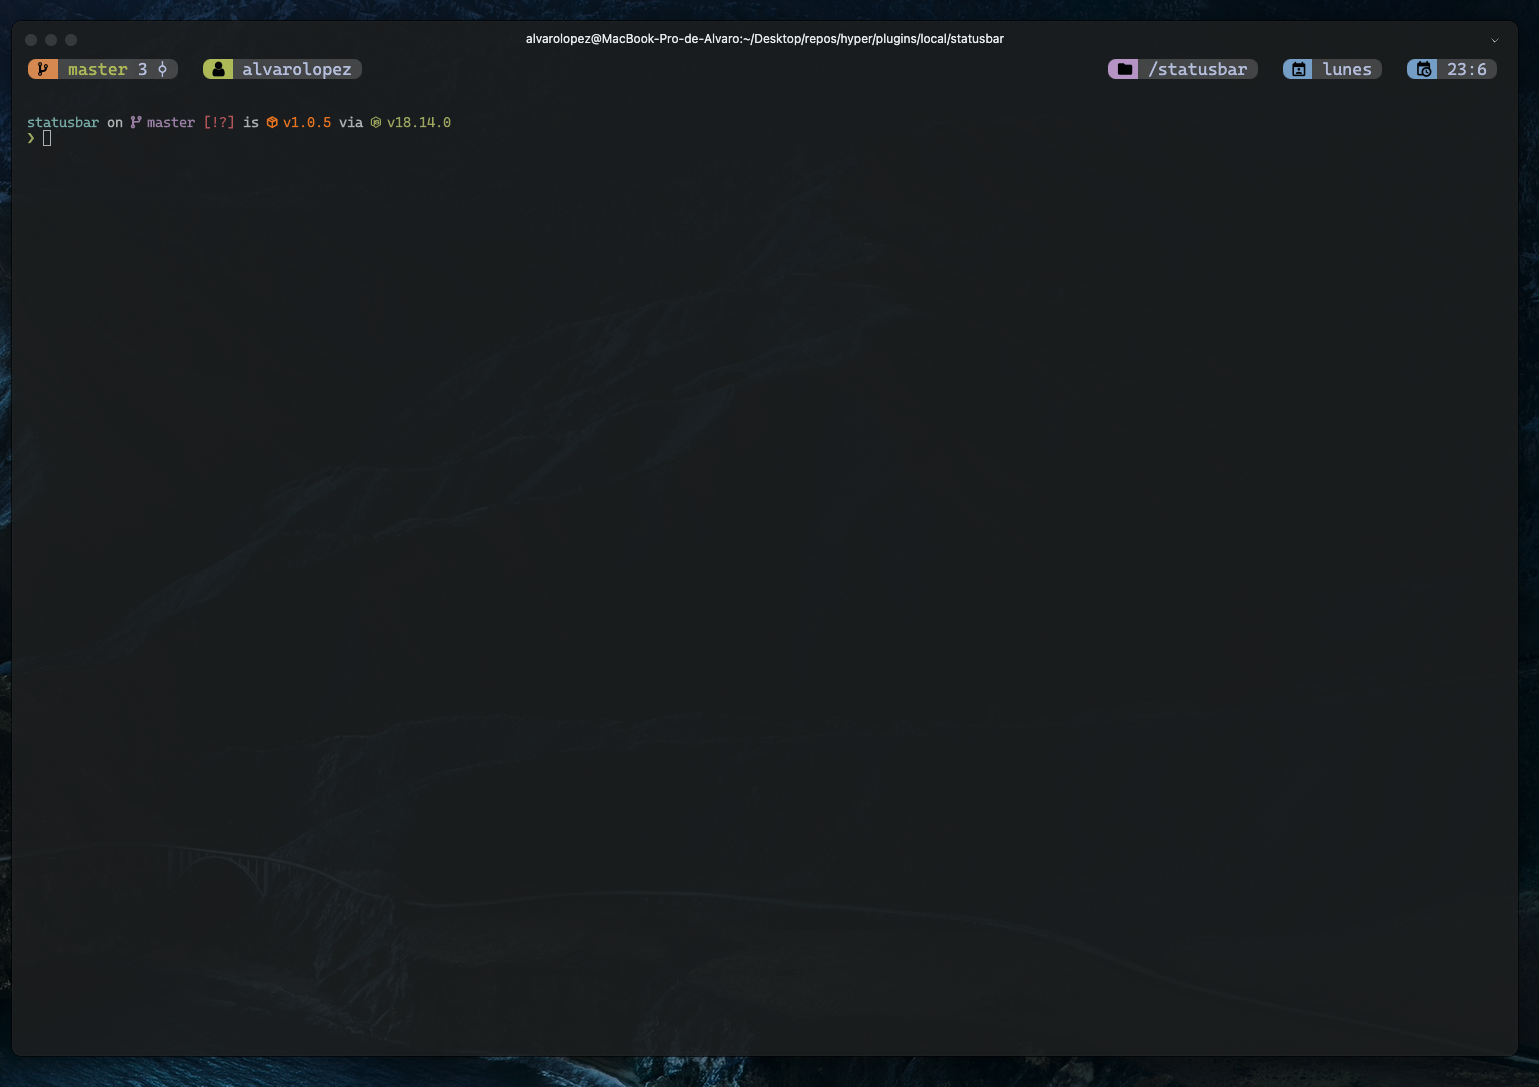 alvarolopez@MacBook-Pro-de-Alvaro:~/Desktop/repos/hyper/plugins/local/statusbar
master 3 alvarolopez /statusbar lunes 23:6
statusbar on master [!?] is v1.0.5 via v18.14.0
❯